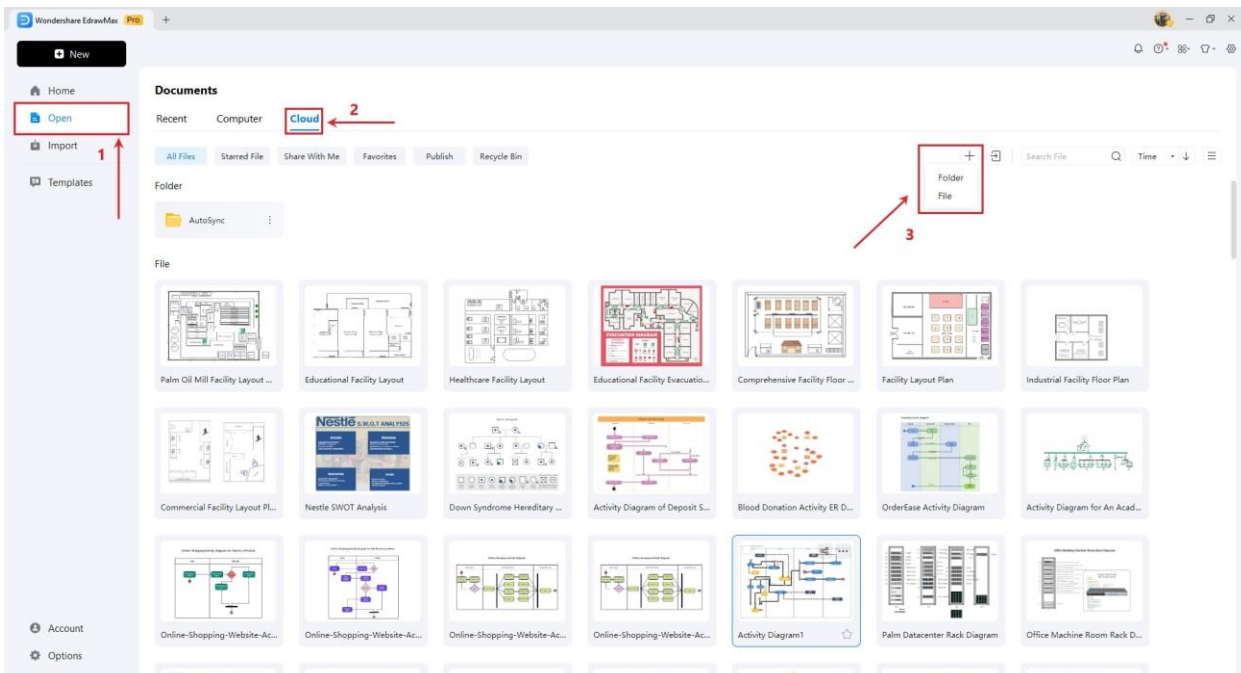 Wondershare EdrawMax Pro
New
Home
Open
Import
Templates
Account
Options
1
Documents
Recent Computer Cloud
2
All Files Starred File Share With Me Favorites Publish Recycle Bin
Search File Time
Folder
File
3
Folder
AutoSync
File
EVACUATION DIAGRAM
Palm Oil Mill Facility Layout ... Educational Facility Layout Healthcare Facility Layout Educational Facility Evacuatio... Comprehensive Facility Floor ... Facility Layout Plan Industrial Facility Floor Plan
Nestlé S.W.O.T ANALYSIS
Commercial Facility Layout Pl... Nestle SWOT Analysis Down Syndrome Hereditary ... Activity Diagram of Deposit S... Blood Donation Activity ER D... OrderEase Activity Diagram Activity Diagram for An Acad...
Online-Shopping-Website-Ac... Online-Shopping-Website-Ac... Online-Shopping-Website-Ac... Online-Shopping-Website-Ac... Activity Diagram1 Palm Datacenter Rack Diagram Office Machine Room Rack D...